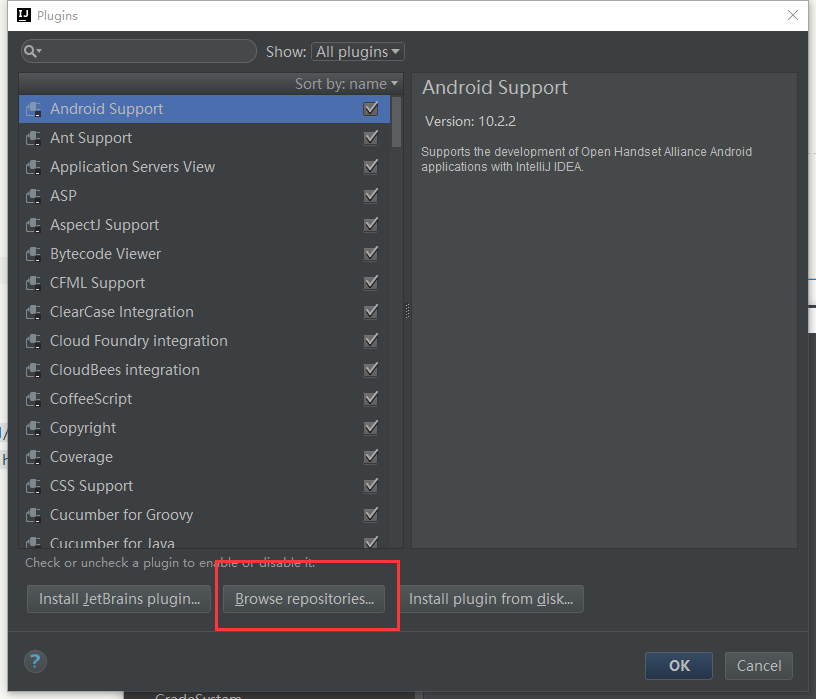 Plugins
Show: All plugins
Sort by: name
Android Support
Ant Support
Application Servers View
ASP
AspectJ Support
Bytecode Viewer
CFML Support
ClearCase Integration
Cloud Foundry integration
CloudBees integration
CoffeeScript
Copyright
Coverage
CSS Support
Cucumber for Groovy
Cucumber for Java
Android Support
Version: 10.2.2
Supports the development of Open Handset Alliance Android
applications with IntelliJ IDEA.
Check or uncheck a plugin to enable or disable it.
Install JetBrains plugin... Browse repositories... Install plugin from disk...
? OK Cancel
GradeSystem